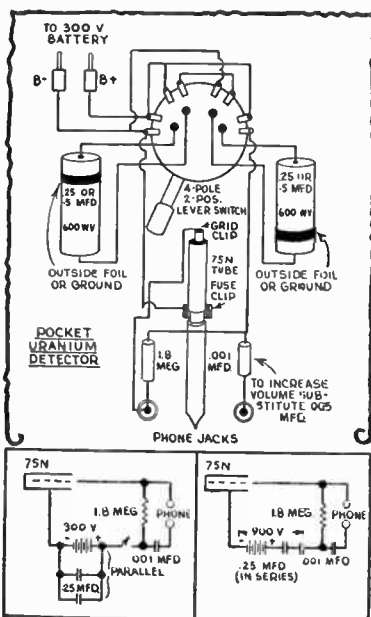 TO 300 V
BATTERY
B-
B+
.25 OR
.5 MFD
600WV
4-POLE
2-POS.
LEVER SWITCH
GRID
CLIP
75N
TUBE
FUSE
CLIP
.25 OR
.5 MFD
600 WV
OUTSIDE FOIL
OR GROUND
OUTSIDE FOIL
OR GROUND
POCKET
URANIUM
DETECTOR
1.8
MEG
.001
MFD.
TO INCREASE
VOLUME SUB-
STITUTE .005
MFD.
PHONE JACKS
75N
1.8 MEG
PHONE
300 V
- +
.001 MFD
PARALLEL
.25 MFD.
75N
1.8 MEG
PHONE
900 V
- +
.25 MFD
(IN SERIES)
.001 MFD